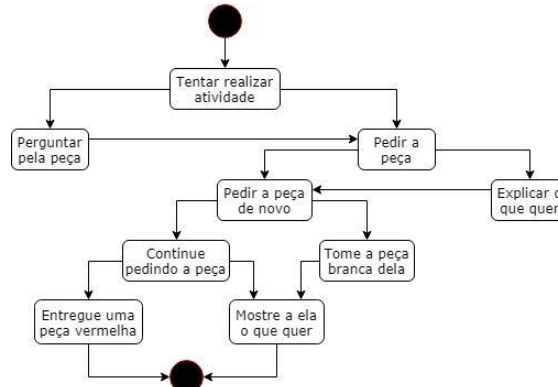 Tentar realizar
atividade
Perguntar
pela peça
Pedir a
peça
Pedir a peça
de novo
Explicar o
que quer
Continue
pedindo a peça
Tome a peça
branca dela
Entregue uma
peça vermelha
Mostre a ela
o que quer